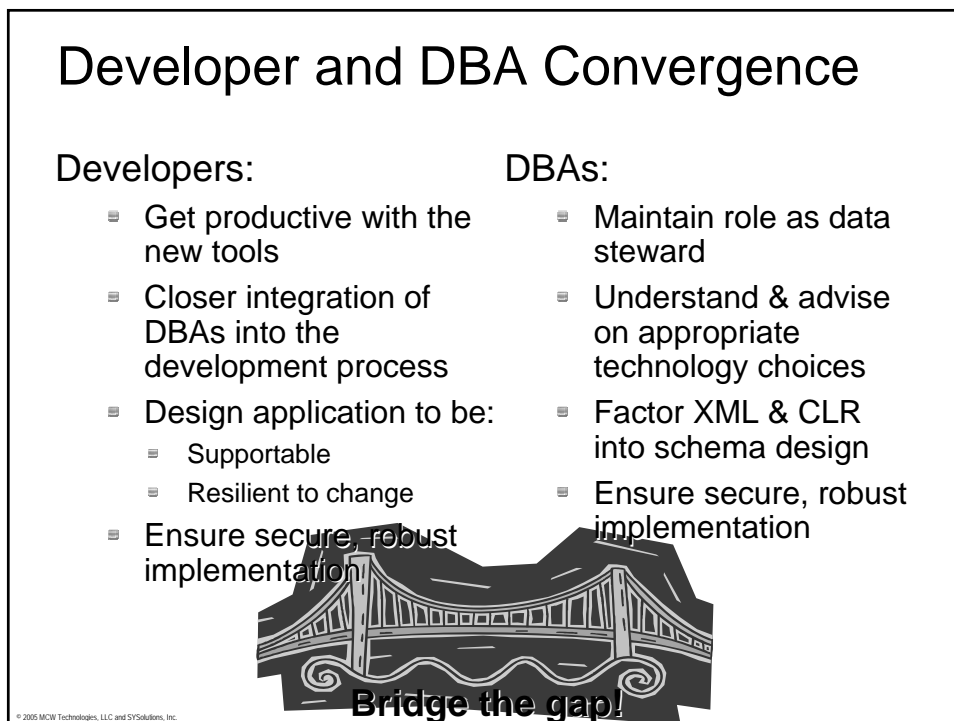 Developer and DBA Convergence
Developers:
Get productive with the
new tools
Closer integration of
DBAs into the
development process
Design application to be:
Supportable
Resilient to change
Ensure secure, robust
implementation
DBAs:
Maintain role as data
steward
Understand & advise
on appropriate
technology choices
Factor XML & CLR
into schema design
Ensure secure, robust
implementation
Bridge the gap!
© 2005 MCW Technologies, LLC and SYSolutions, Inc.